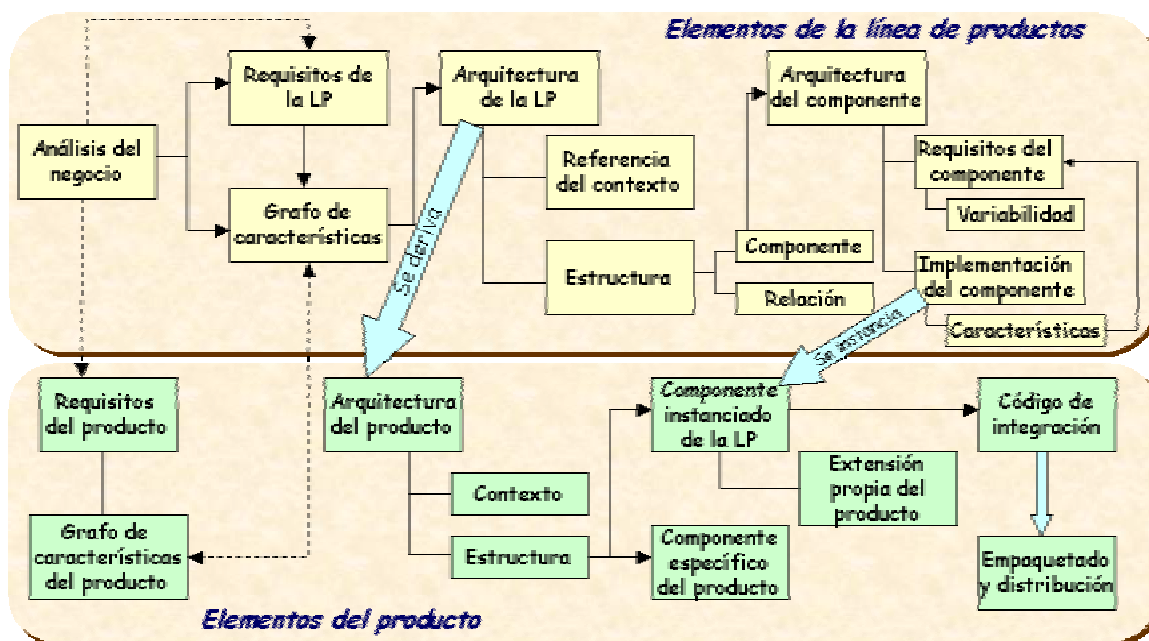 Elementos de la línea de productos
Requisitos de
la LP
Arquitectura
de la LP
Arquitectura
del componente
Análisis del
negocio
Referencia
del contexto
Requisitos del
componente
Grafo de
características
Variabilidad
Se deriva
Estructura
Componente
Relación
Implementación
del componente
Características
Se instancia
Requisitos
del producto
Arquitectura
del producto
Componente
instanciado
de la LP
Código de
integración
Contexto
Extensión
propia del
producto
Grafo de
características
del producto
Estructura
Componente
específico
del producto
Empaquetado
y distribución
Elementos del producto